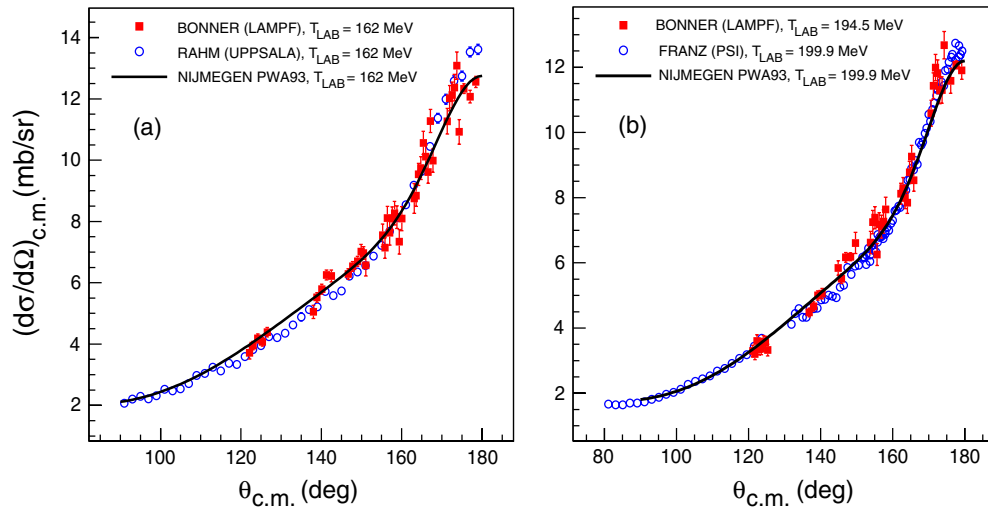 BONNER (LAMPF), T_LAB = 162 MeV
RAHM (UPPSALA) T_LAB = 162 MeV
NIJMEGEN PWA93, T_LAB = 162 MeV
(a)
14
12
10
8
6
4
2
(dσ/dΩ)c.m.(mb/sr)
100 120 140 160 180
θc.m. (deg)
BONNER (LAMPF), T_LAB = 194.5 MeV
FRANZ (PSI) T_LAB = 199.9 MeV
NIJMEGEN PWA93, T_LAB = 199.9 MeV
(b)
12
10
8
6
4
2
80 100 120 140 160 180
θc.m. (deg)